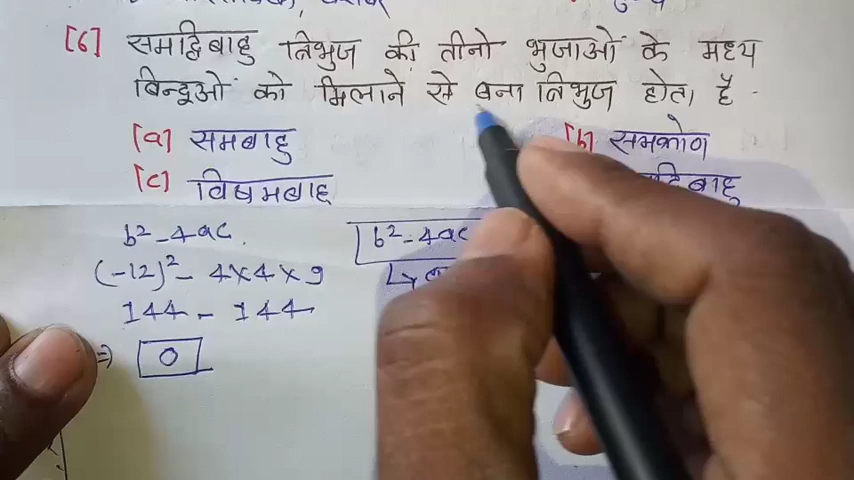 [6] समद्विबाहु त्रिभुज की तीनो भुजाओं के मध्य
बिन्दूओं को मिलाने से बना त्रिभुज होता है -
[a] समबाहु [b] समकोण
[c] विषमबाहु
b² - 4ac. b² - 4ac
(-12)² - 4×4×9
144 - 144
⇒ 0